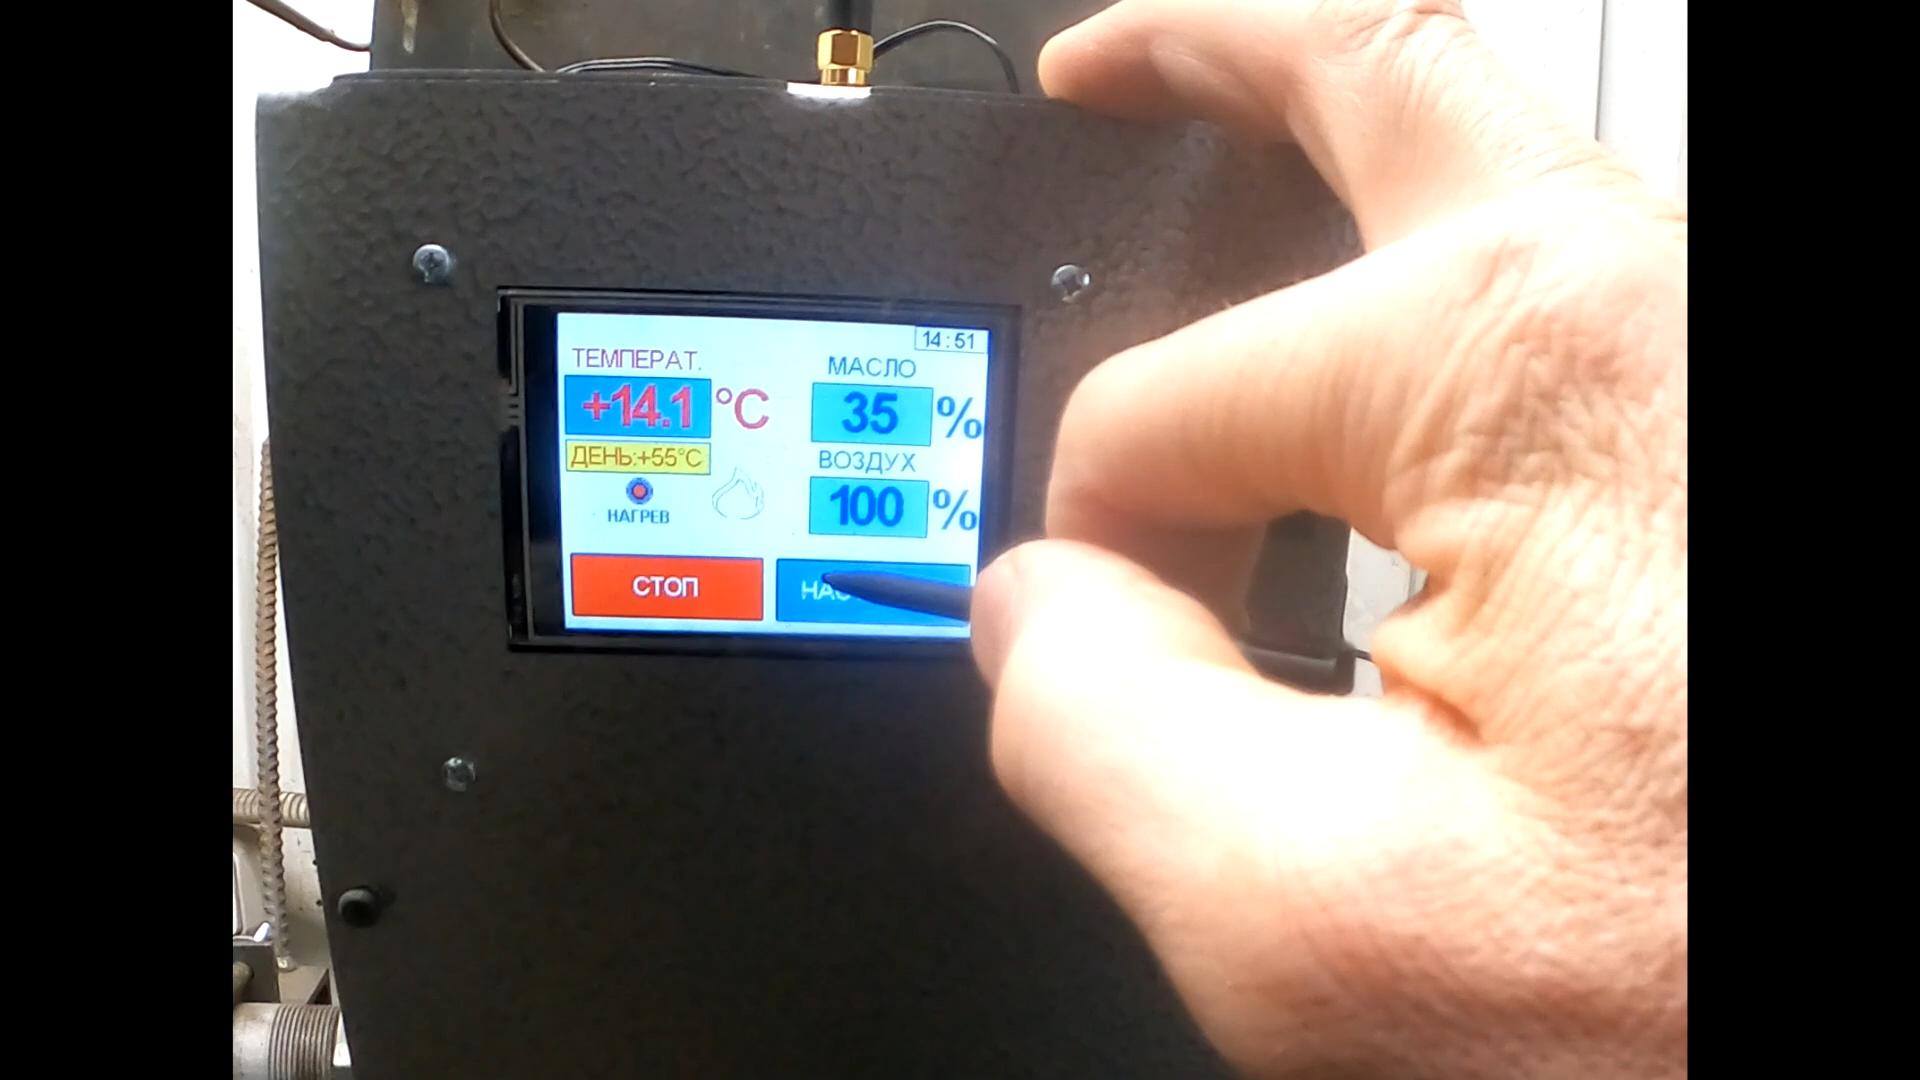 14:51
ТЕМПЕРАТ.
+14.1 °C
ДЕНЬ:+55°C
НАГРЕВ
МАСЛО
35 %
ВОЗДУХ
100 %
СТОП